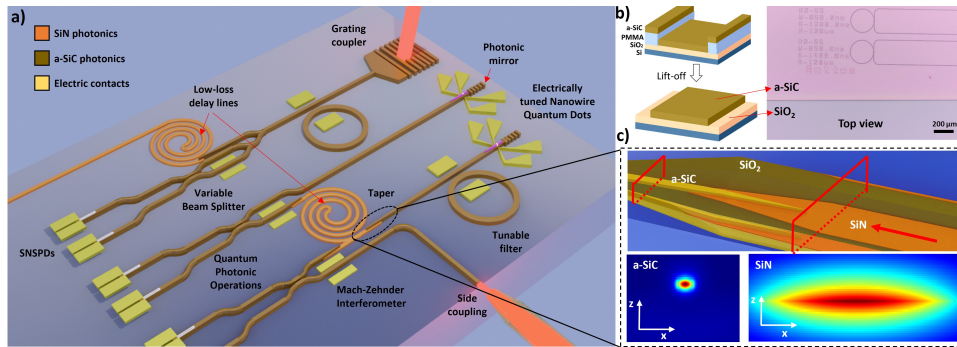 a)
SiN photonics
a-SiC photonics
Electric contacts
Grating
coupler
Photonic
mirror
Low-loss
delay lines
Electrically
tuned Nanowire
Quantum Dots
Variable
Beam Splitter
Taper
SNSPDs
Tunable
filter
Quantum
Photonic
Operations
Mach-Zehnder
Interferometer
Side
coupling
b)
a-SiC
PMMA
SiO₂
Si
Lift-off
a-SiC
SiO₂
Top view
200 µm
c)
SiO₂
a-SiC
SiN
a-SiC
z
x
SiN
z
x